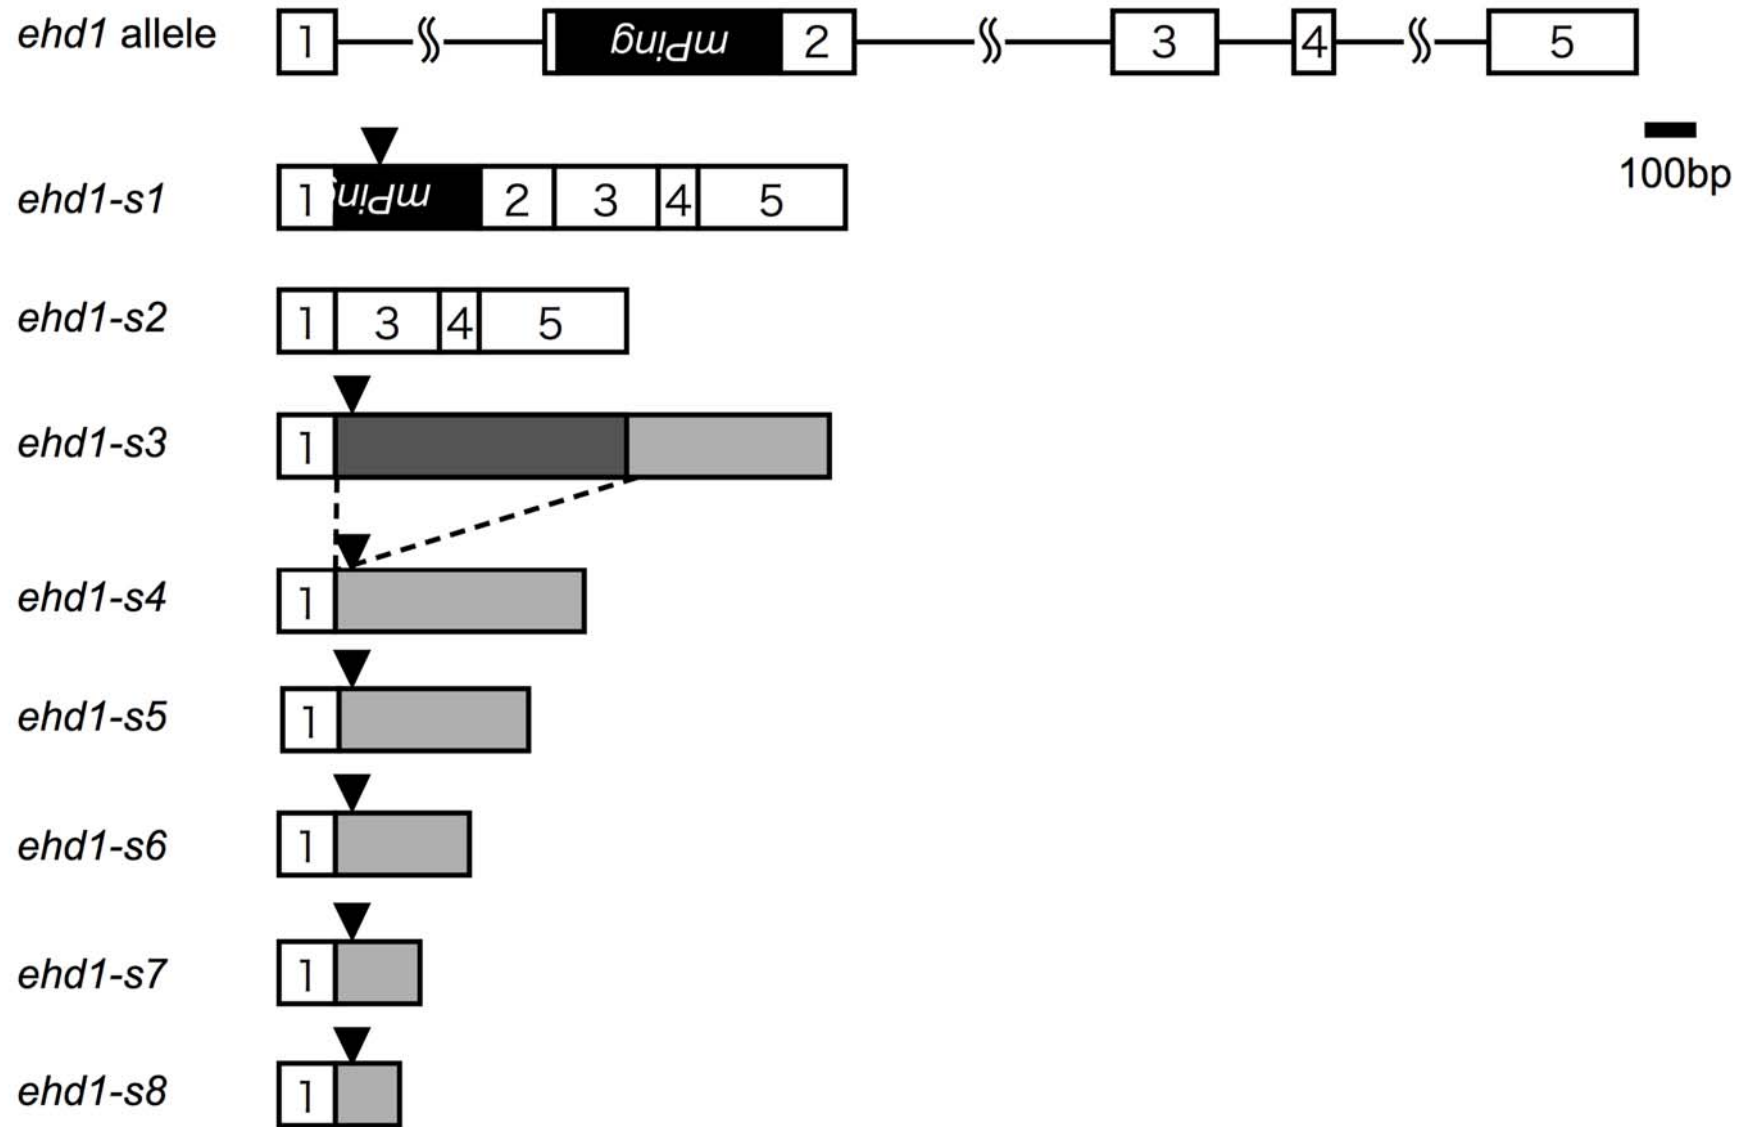 ehd1 allele 1 mPing 2 3 4 5
100bp
ehd1-s1 1 mPing 2 3 4 5
ehd1-s2 1 3 4 5
ehd1-s3 1
ehd1-s4 1
ehd1-s5 1
ehd1-s6 1
ehd1-s7 1
ehd1-s8 1